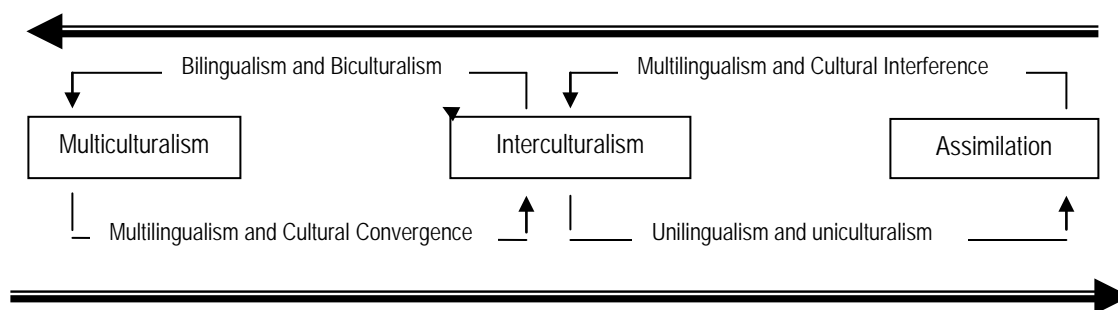 Bilingualism and Biculturalism
Multilingualism and Cultural Interference
Multiculturalism
Interculturalism
Assimilation
Multilingualism and Cultural Convergence
Unilingualism and uniculturalism